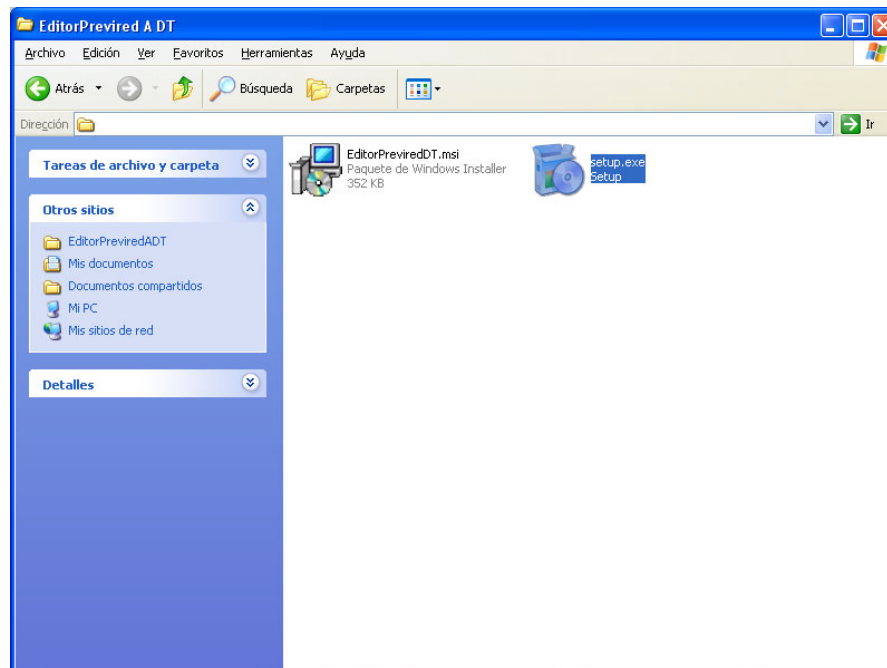 EditorPrevired A DT
Archivo Edición Ver Favoritos Herramientas Ayuda
Atrás Búsqueda Carpetas
Dirección Ir
Tareas de archivo y carpeta
Otros sitios
EditorPreviredADT
Mis documentos
Documentos compartidos
Mi PC
Mis sitios de red
Detalles
EditorPreviredDT.msi
Paquete de Windows Installer
352 KB
setup.exe
Setup